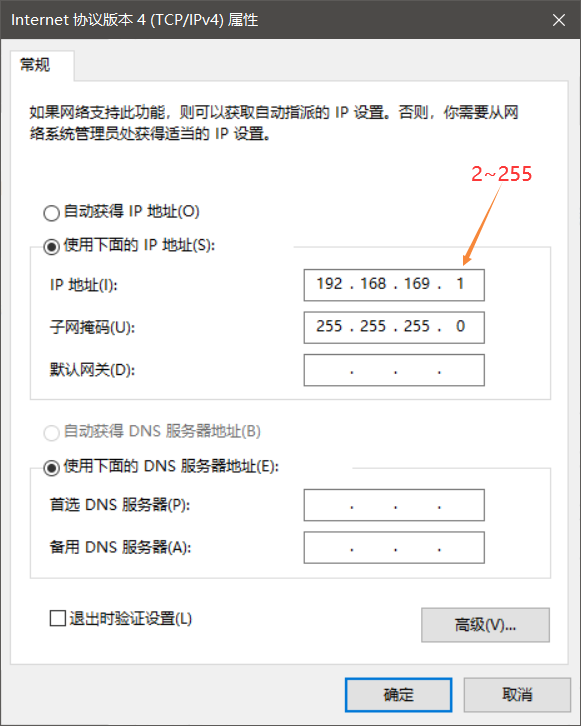 Internet 协议版本 4 (TCP/IPv4) 属性
常规
如果网络支持此功能，则可以获取自动指派的 IP 设置。否则，你需要从网
络系统管理员处获得适当的 IP 设置。
2~255
自动获得 IP 地址(O)
使用下面的 IP 地址(S):
IP 地址(I): 192 . 168 . 169 . 1
子网掩码(U): 255 . 255 . 255 . 0
默认网关(D): . . .
自动获得 DNS 服务器地址(B)
使用下面的 DNS 服务器地址(E):
首选 DNS 服务器(P): . . .
备用 DNS 服务器(A): . . .
退出时验证设置(L)
高级(V)...
确定 取消